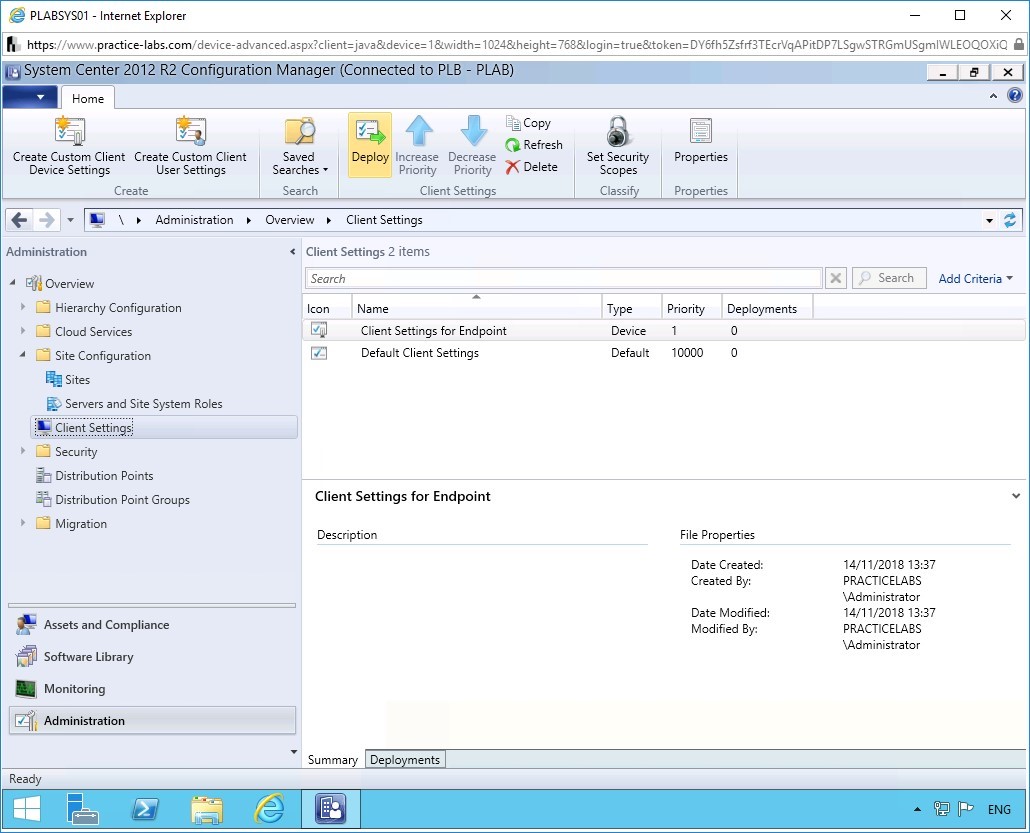 PLABSYS01 - Internet Explorer
https://www.practice-labs.com/device-advanced.aspx?client=java&device=1&width=1024&height=768&login=true&token=DY6fh5Zsfrf3TEcrVqAPitDP7LSgwSTRGmUSgmIWLEOQOXiQ
System Center 2012 R2 Configuration Manager (Connected to PLB - PLAB)
Home
Create Custom Client Device Settings
Create Custom Client User Settings
Create
Saved Searches
Search
Deploy
Increase Priority
Decrease Priority
Copy
Refresh
Delete
Client Settings
Set Security Scopes
Classify
Properties
Properties
\ Administration Overview Client Settings
Administration
Overview
Hierarchy Configuration
Cloud Services
Site Configuration
Sites
Servers and Site System Roles
Client Settings
Security
Distribution Points
Distribution Point Groups
Migration
Assets and Compliance
Software Library
Monitoring
Administration
Client Settings 2 items
Search
Search
Add Criteria
Icon Name Type Priority Deployments
Client Settings for Endpoint Device 1 0
Default Client Settings Default 10000 0
Client Settings for Endpoint
Description
File Properties
Date Created: 14/11/2018 13:37
Created By: PRACTICELABS
\Administrator
Date Modified: 14/11/2018 13:37
Modified By: PRACTICELABS
\Administrator
Summary Deployments
Ready
ENG